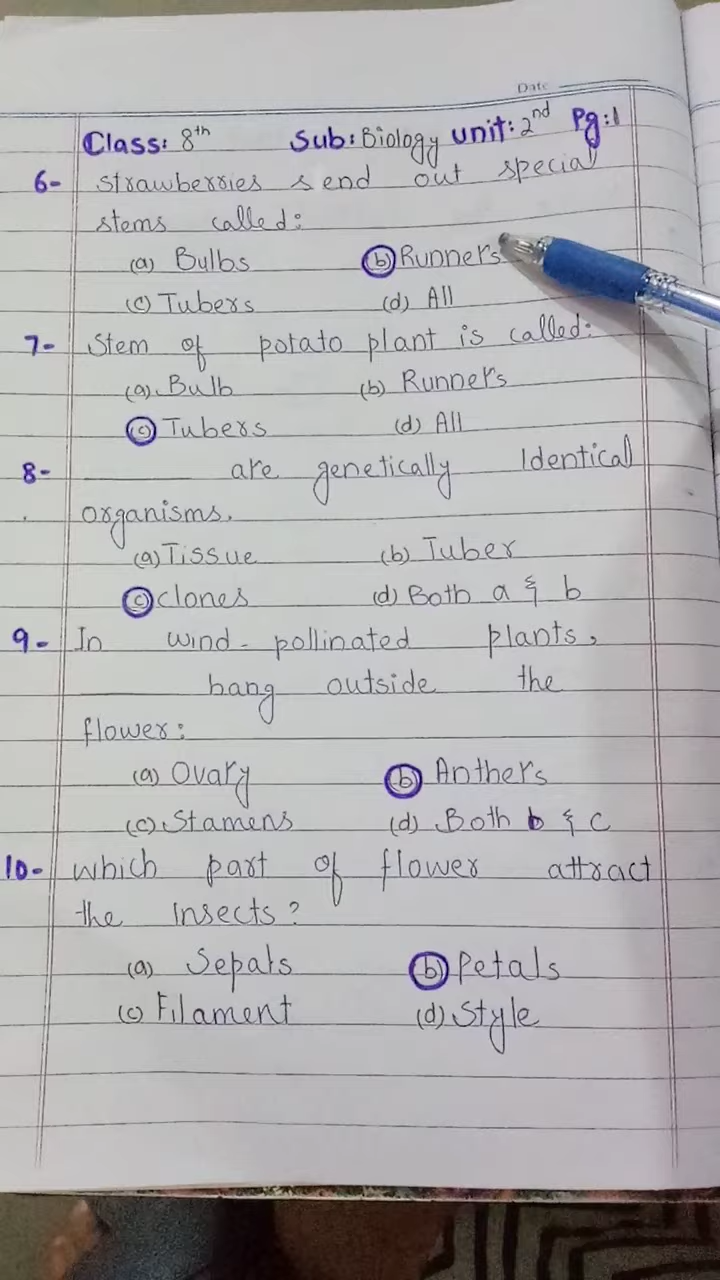 Date
Class: 8th Sub: Biology unit: 2nd Pg:1
6- strawberries send out special
stems called:
(a) Bulbs (b) Runners
(c) Tubers (d) All
7- Stem of potato plant is called:
(a) Bulb (b) Runners
(c) Tubers (d) All
8- ________ are genetically Identical
organisms.
(a) Tissue (b) Tuber
(c) clones (d) Both a & b
9- In wind-pollinated plants,
________ hang outside the
flower:
(a) Ovary (b) Anthers
(c) Stamens (d) Both b & c
10- which part of flower attract
the insects?
(a) Sepals (b) Petals
(c) Filament (d) Style